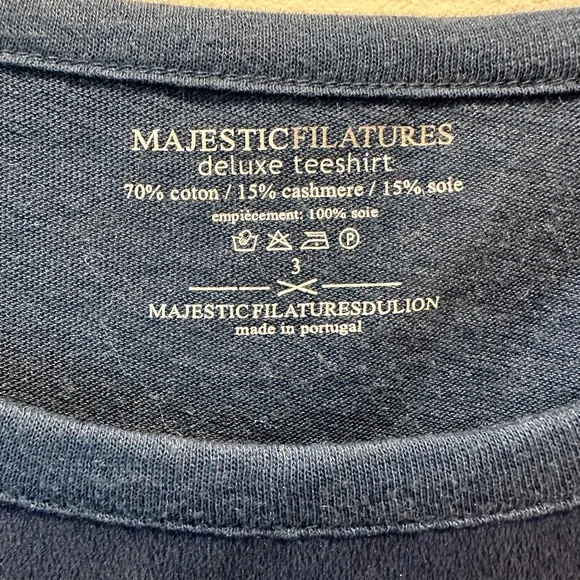 MAJESTICFILATURES
deluxe teeshirt
70% coton / 15% cashmere / 15% soie
empiècement: 100% soie
P
3
MAJESTICFILATURESDULION
made in portugal